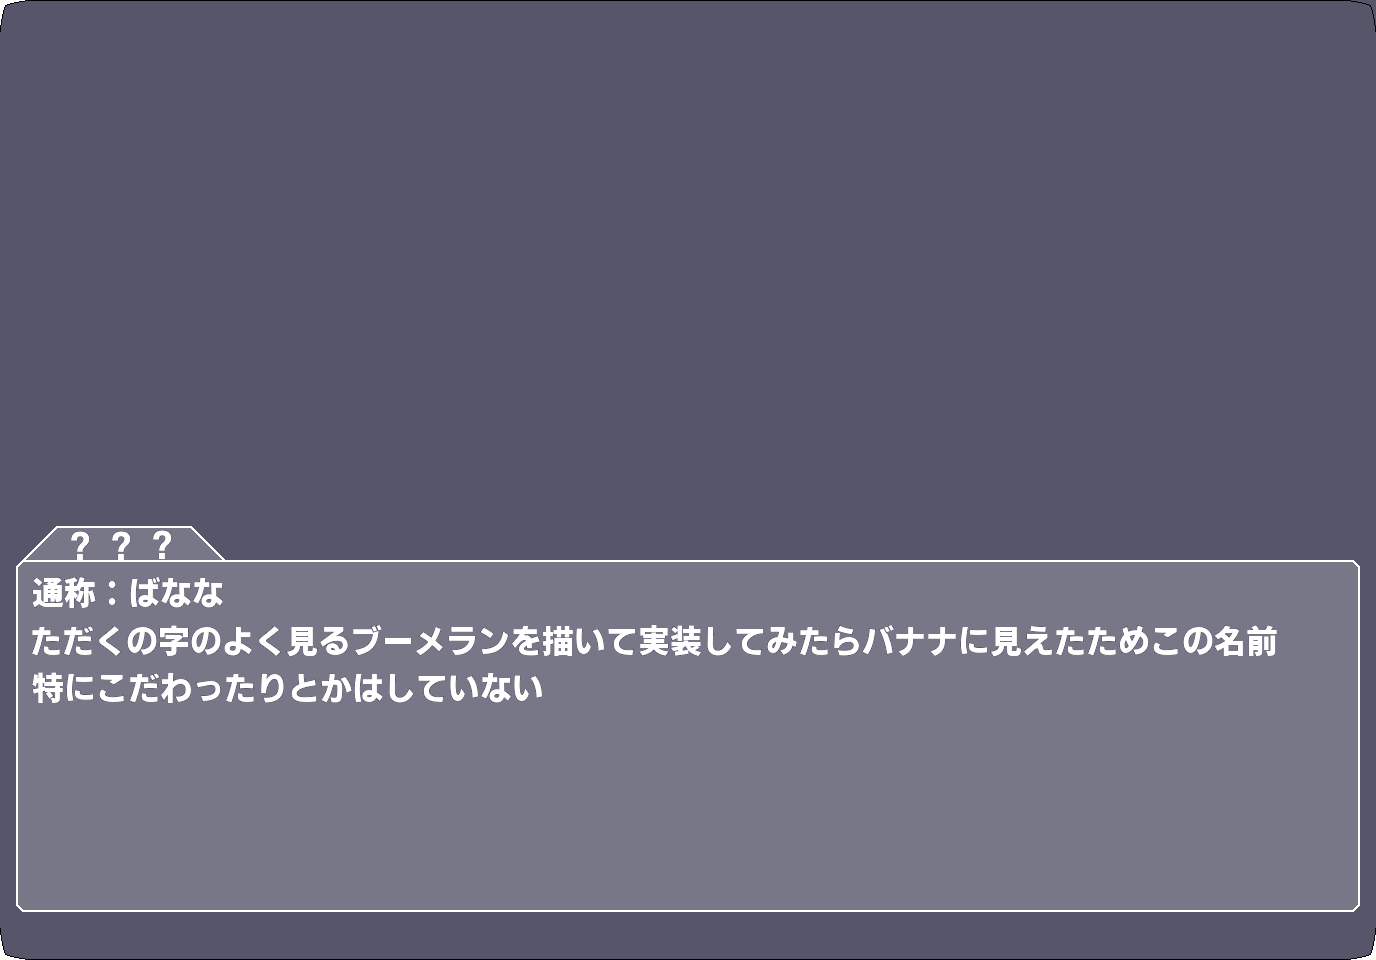 ? ? ?
通称：ばなな
ただくの字のよく見るブーメランを描いて実装してみたらバナナに見えたためこの名前
特にこだわったりとかはしていない